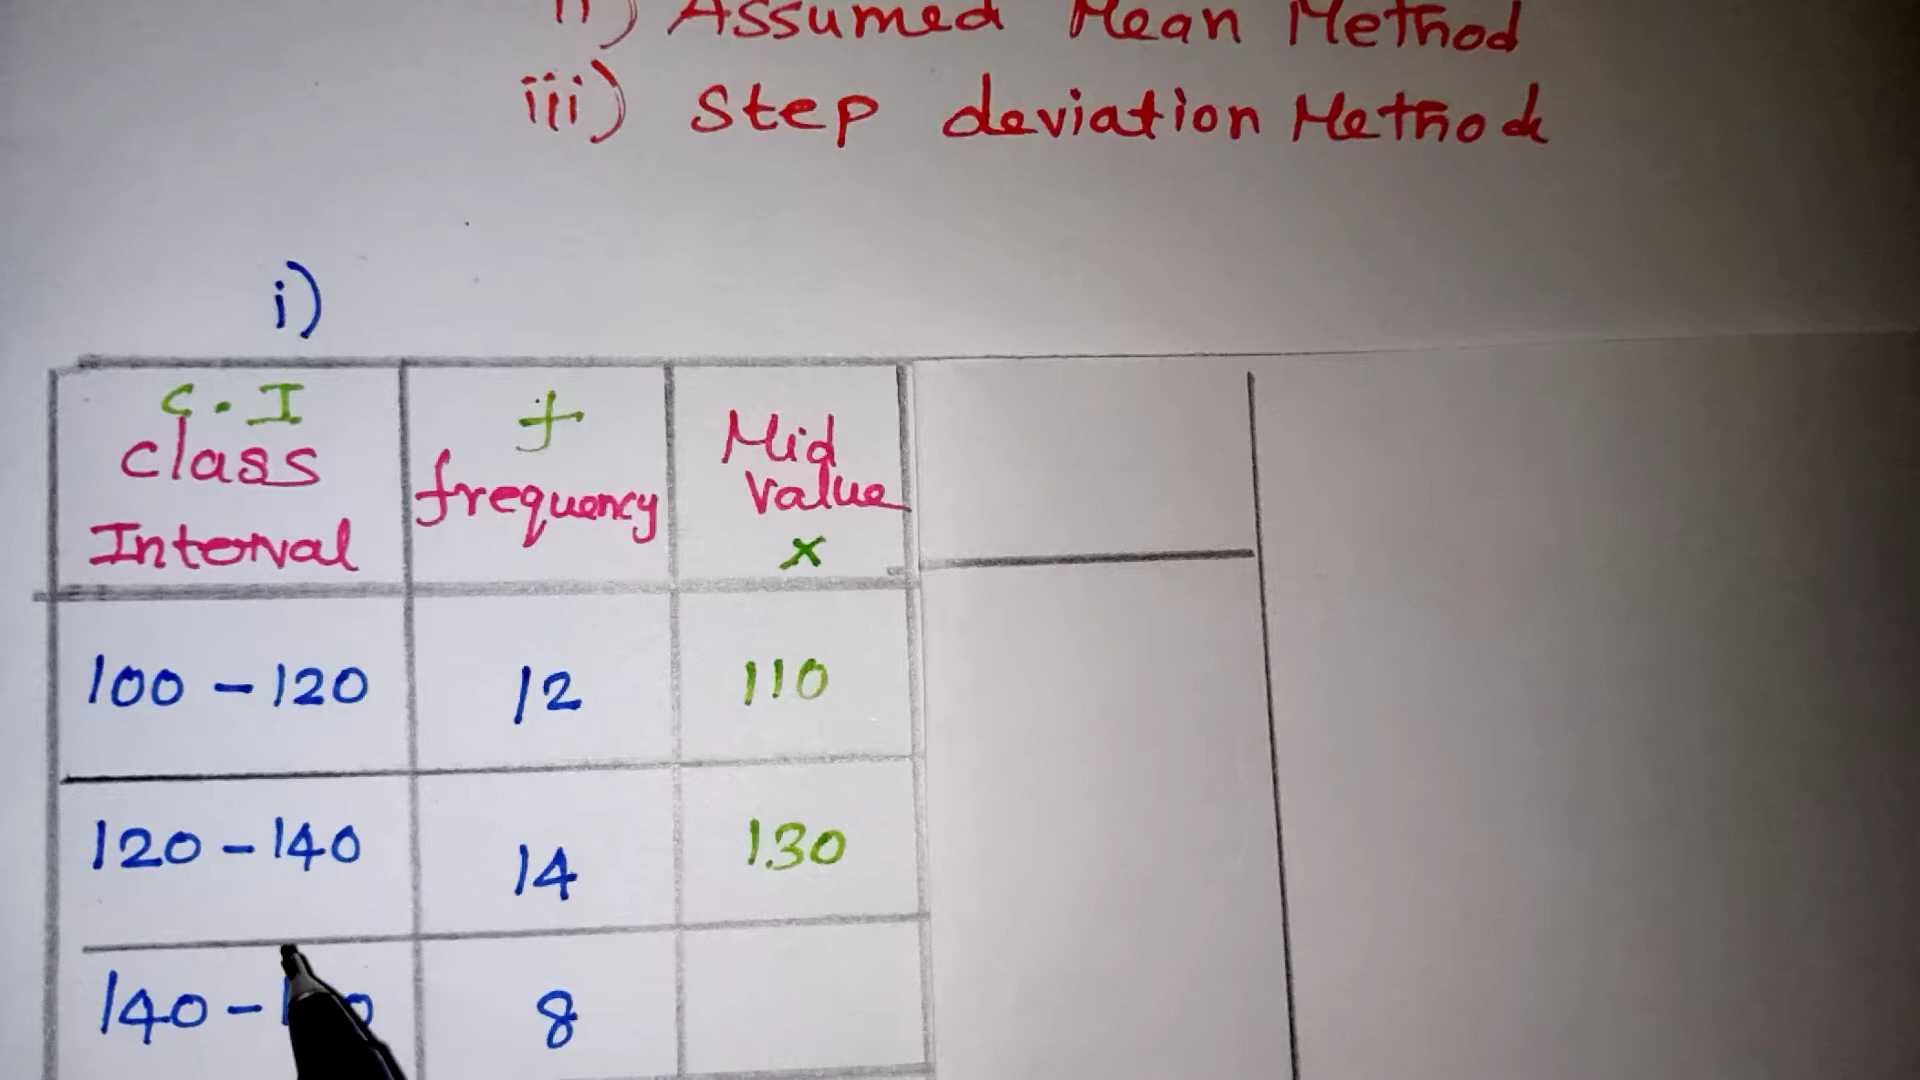 ii) Assumed Mean Method
iii) Step deviation Method
i)
C.I
class
Interval
f
frequency
Mid
value
x
100 - 120
12
110
120 - 140
14
130
140 -
8